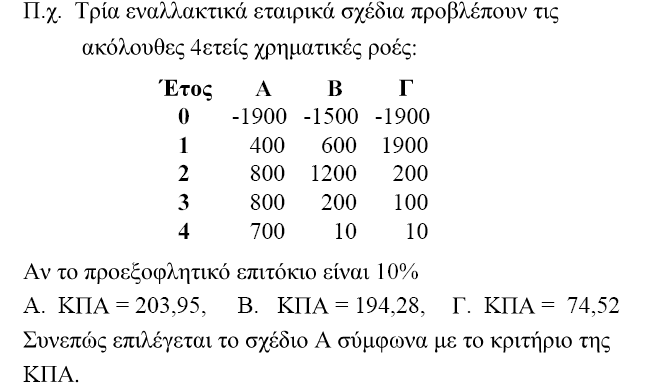 Π.χ. Τρία εναλλακτικά εταιρικά σχέδια προβλέπουν τις
ακόλουθες 4ετείς χρηματικές ροές:
Έτος Α Β Γ
0 -1900 -1500 -1900
1 400 600 1900
2 800 1200 200
3 800 200 100
4 700 10 10
Αν το προεξοφλητικό επιτόκιο είναι 10%
Α. ΚΠΑ = 203,95, Β. ΚΠΑ = 194,28, Γ. ΚΠΑ = 74,52
Συνεπώς επιλέγεται το σχέδιο Α σύμφωνα με το κριτήριο της
ΚΠΑ.